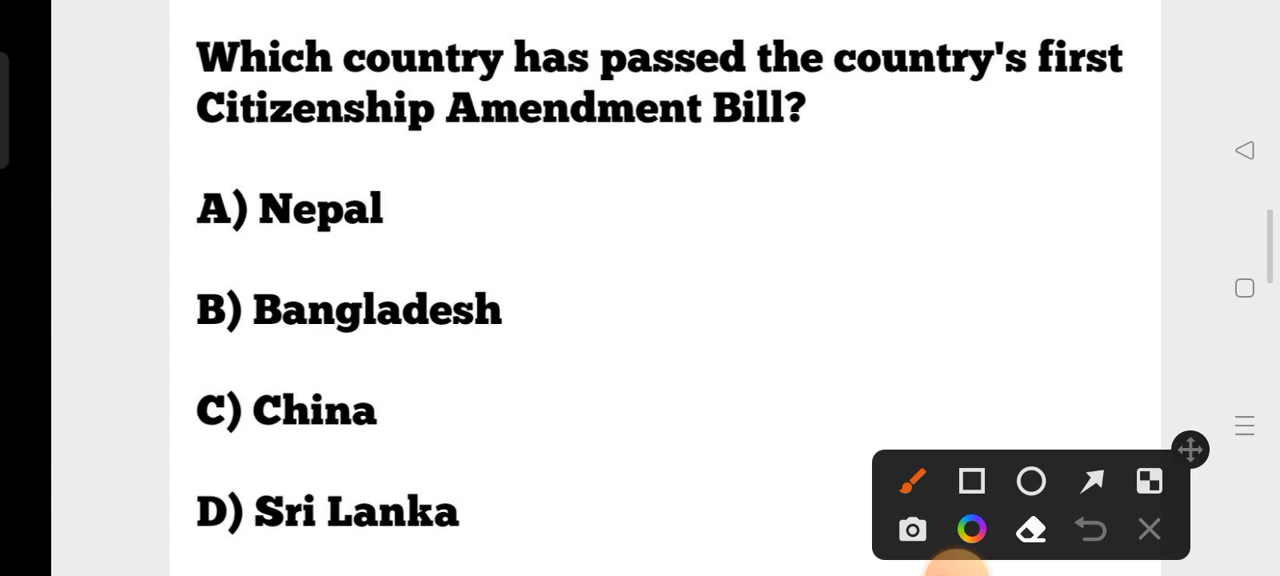 Which country has passed the country's first
Citizenship Amendment Bill?
A) Nepal
B) Bangladesh
C) China
D) Sri Lanka